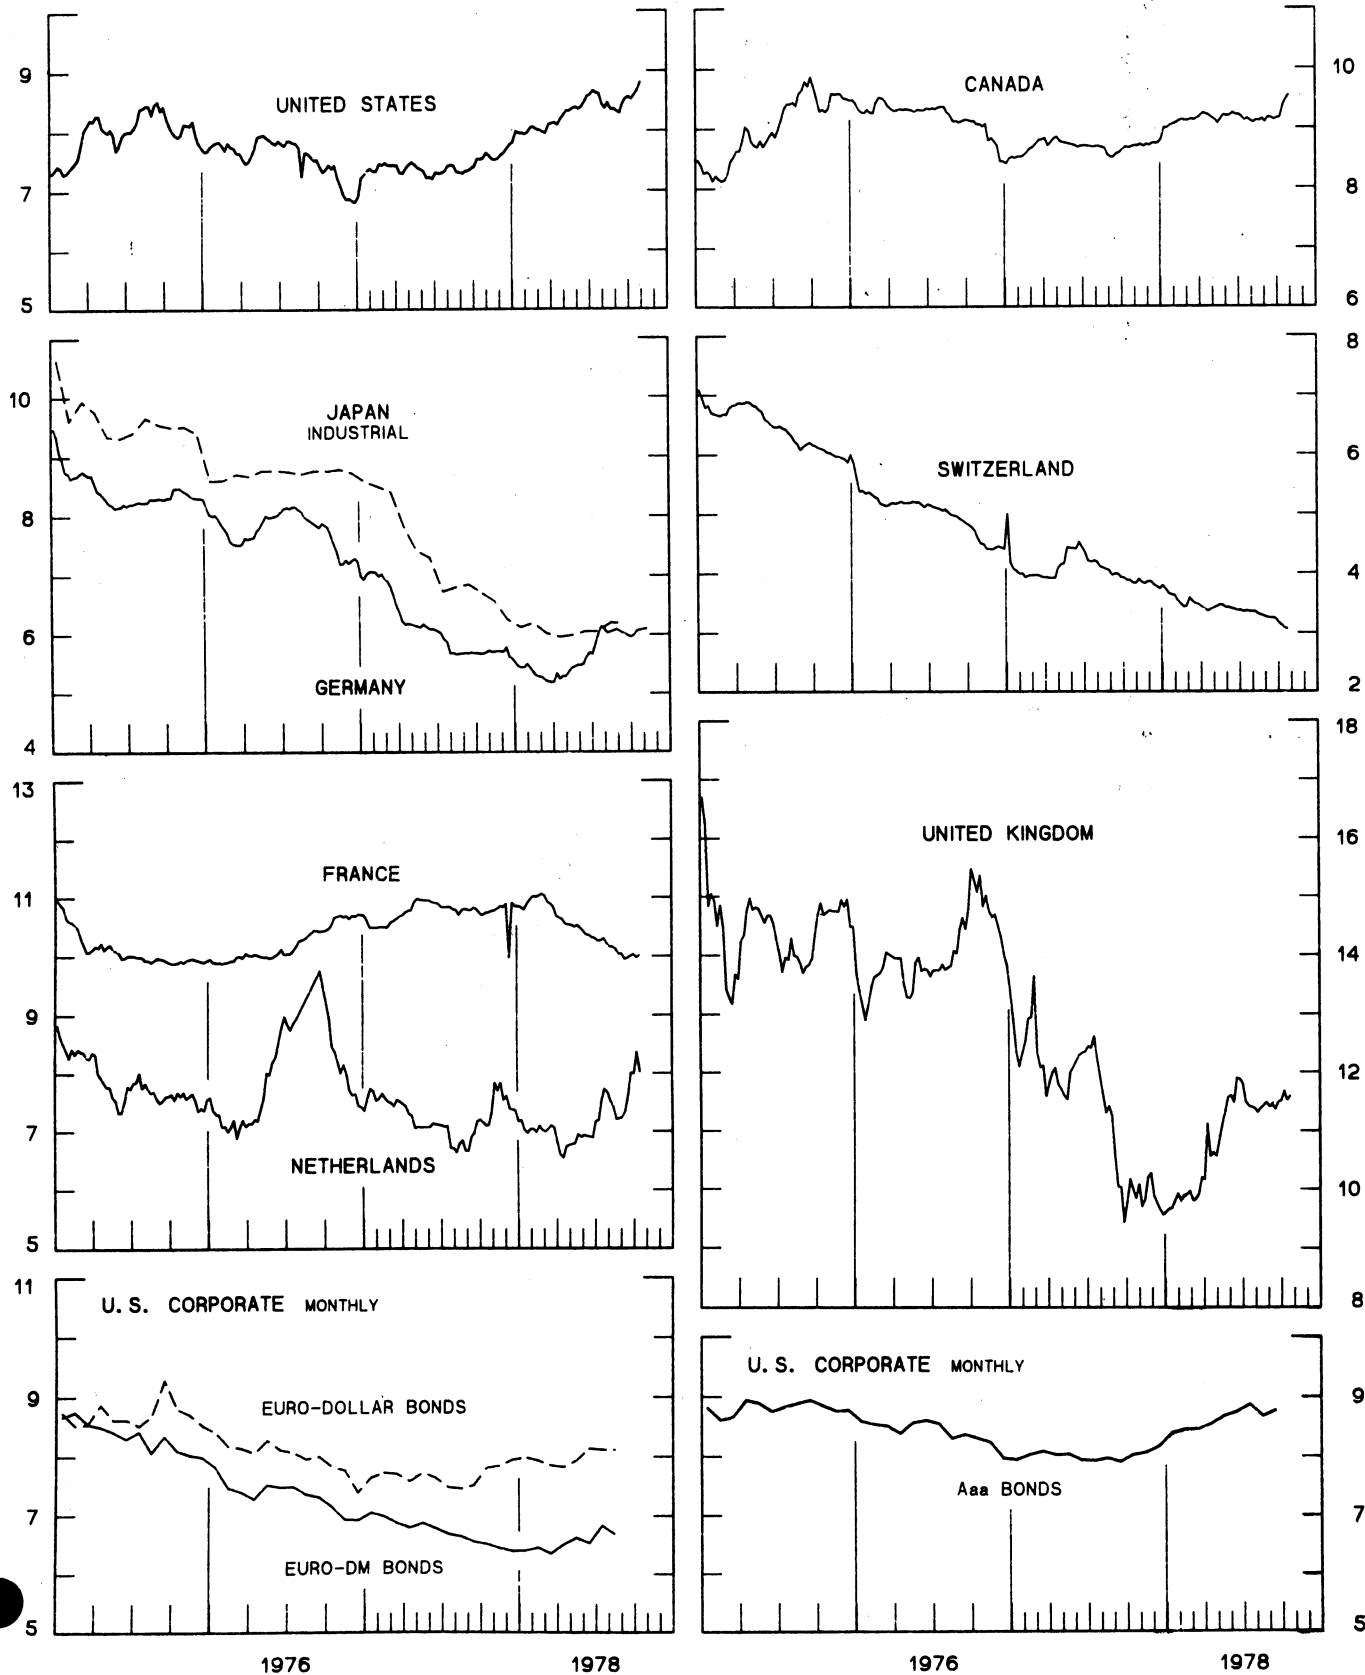 UNITED STATES
9
7
5
CANADA
10
8
6
JAPAN
INDUSTRIAL
GERMANY
10
8
6
4
SWITZERLAND
8
6
4
2
FRANCE
NETHERLANDS
13
11
9
7
5
UNITED KINGDOM
18
16
14
12
10
8
U.S. CORPORATE MONTHLY
EURO-DOLLAR BONDS
EURO-DM BONDS
11
9
7
5
1976 1978
U.S. CORPORATE MONTHLY
Aaa BONDS
9
7
5
1976 1978